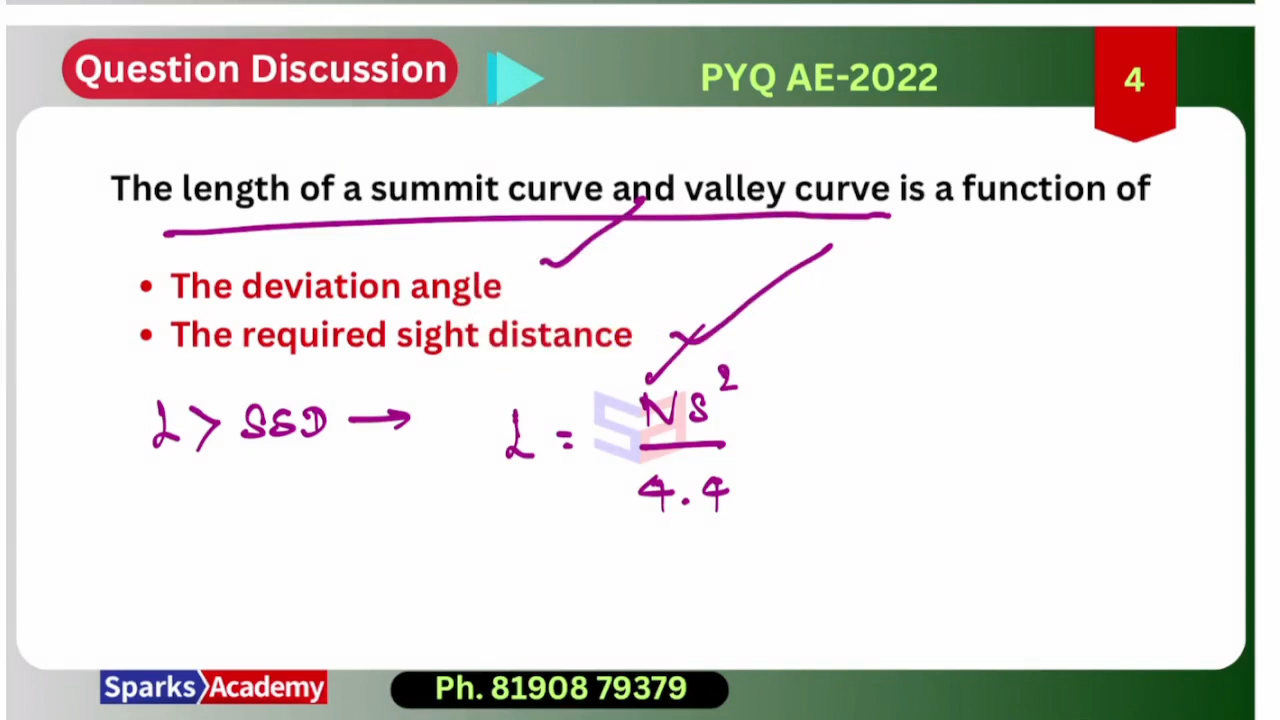 Question Discussion
PYQ AE-2022
4
The length of a summit curve and valley curve is a function of
• The deviation angle
• The required sight distance
L > SSD → L = NS²/4.4
Sparks Academy
Ph. 81908 79379